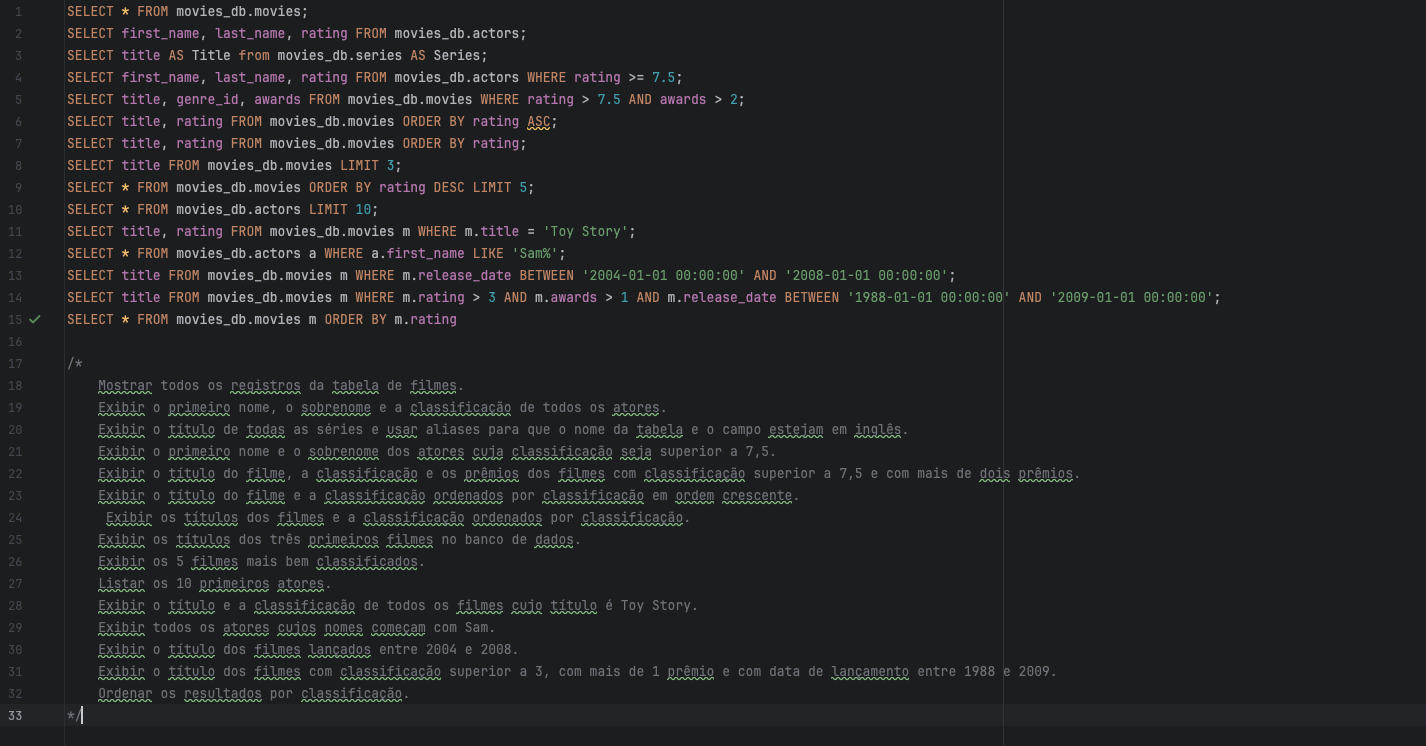 1 SELECT * FROM movies_db.movies;
2 SELECT first_name, last_name, rating FROM movies_db.actors;
3 SELECT title AS Title from movies_db.series AS Series;
4 SELECT first_name, last_name, rating FROM movies_db.actors WHERE rating >= 7.5;
5 SELECT title, genre_id, awards FROM movies_db.movies WHERE rating > 7.5 AND awards > 2;
6 SELECT title, rating FROM movies_db.movies ORDER BY rating ASC;
7 SELECT title, rating FROM movies_db.movies ORDER BY rating;
8 SELECT title FROM movies_db.movies LIMIT 3;
9 SELECT * FROM movies_db.movies ORDER BY rating DESC LIMIT 5;
10 SELECT * FROM movies_db.actors LIMIT 10;
11 SELECT title, rating FROM movies_db.movies m WHERE m.title = 'Toy Story';
12 SELECT * FROM movies_db.actors a WHERE a.first_name LIKE 'Sam%';
13 SELECT title FROM movies_db.movies m WHERE m.release_date BETWEEN '2004-01-01 00:00:00' AND '2008-01-01 00:00:00';
14 SELECT title FROM movies_db.movies m WHERE m.rating > 3 AND m.awards > 1 AND m.release_date BETWEEN '1988-01-01 00:00:00' AND '2009-01-01 00:00:00';
15 SELECT * FROM movies_db.movies m ORDER BY m.rating
16
17 /*
18 Mostrar todos os registros da tabela de filmes.
19 Exibir o primeiro nome, o sobrenome e a classificação de todos os atores.
20 Exibir o título de todas as séries e usar aliases para que o nome da tabela e o campo estejam em inglês.
21 Exibir o primeiro nome e o sobrenome dos atores cuja classificação seja superior a 7,5.
22 Exibir o título do filme, a classificação e os prêmios dos filmes com classificação superior a 7,5 e com mais de dois prêmios.
23 Exibir o título do filme e a classificação ordenados por classificação em ordem crescente.
24 Exibir os títulos dos filmes e a classificação ordenados por classificação.
25 Exibir os títulos dos três primeiros filmes no banco de dados.
26 Exibir os 5 filmes mais bem classificados.
27 Listar os 10 primeiros atores.
28 Exibir o título e a classificação de todos os filmes cujo título é Toy Story.
29 Exibir todos os atores cujos nomes começam com Sam.
30 Exibir o título dos filmes lançados entre 2004 e 2008.
31 Exibir o título dos filmes com classificação superior a 3, com mais de 1 prêmio e com data de lançamento entre 1988 e 2009.
32 Ordenar os resultados por classificação.
33 */